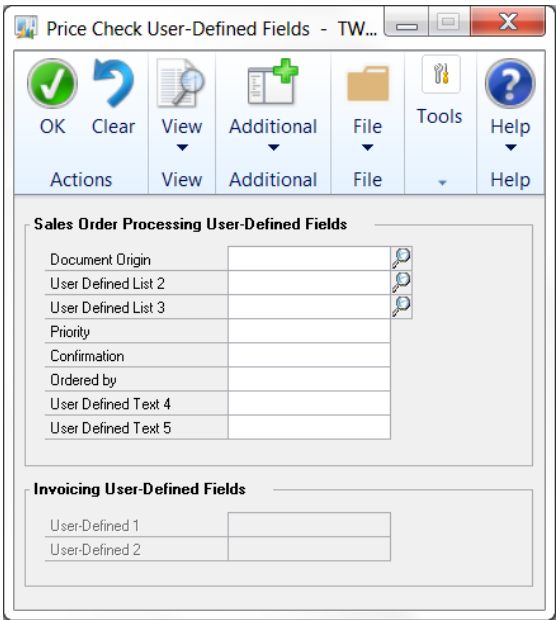 Price Check User-Defined Fields - TW...
OK Clear View Additional File Tools Help
Actions View Additional File Help
Sales Order Processing User-Defined Fields
Document Origin
User Defined List 2
User Defined List 3
Priority
Confirmation
Ordered by
User Defined Text 4
User Defined Text 5
Invoicing User-Defined Fields
User-Defined 1
User-Defined 2